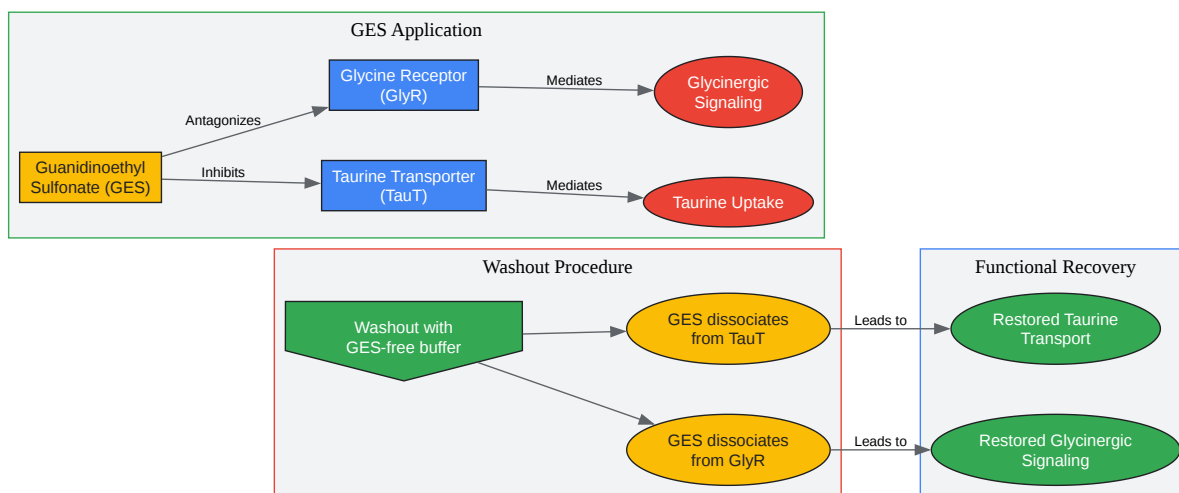 GES Application
Glycine Receptor
(GlyR)
Mediates
Glycinergic
Signaling
Antagonizes
Guanidinoethyl
Sulfonate (GES)
Inhibits
Taurine Transporter
(TauT)
Mediates
Taurine Uptake
Washout Procedure
Washout with
GES-free buffer
GES dissociates
from TauT
GES dissociates
from GlyR
Leads to
Leads to
Functional Recovery
Restored Taurine
Transport
Restored Glycinergic
Signaling